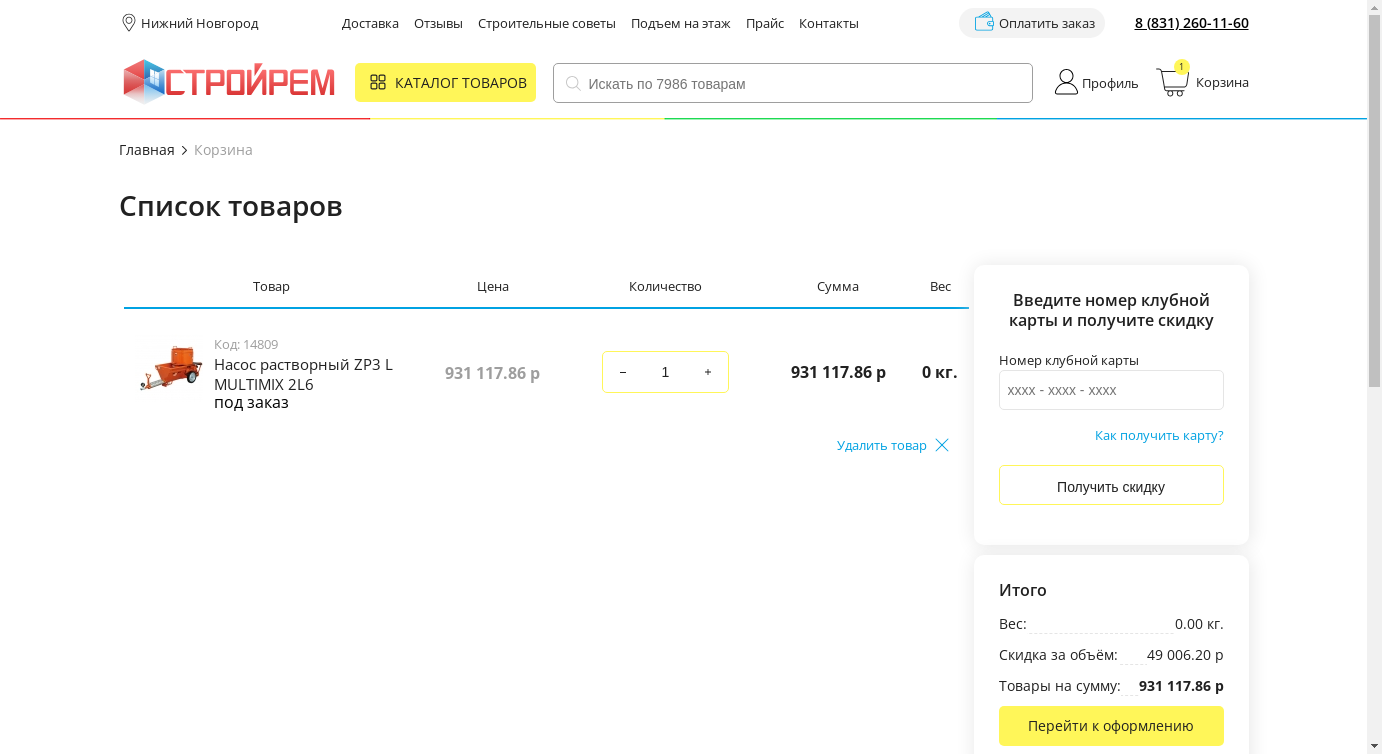 Нижний Новгород Доставка Отзывы Строительные советы Подъем на этаж Прайс Контакты Оплатить заказ 8 (831) 260-11-60
СТРОЙРЕМ КАТАЛОГ ТОВАРОВ Искать по 7986 товарам Профиль 1 Корзина
Главная Корзина
Список товаров
Товар Цена Количество Сумма Вес
Код: 14809
Насос растворный ZP3 L
MULTIMIX 2L6
под заказ
931 117.86 р − 1 + 931 117.86 р 0 кг.
Удалить товар
Введите номер клубной
карты и получите скидку
Номер клубной карты
xxxx - xxxx - xxxx
Как получить карту?
Получить скидку
Итого
Вес: 0.00 кг.
Скидка за объём: 49 006.20 р
Товары на сумму: 931 117.86 р
Перейти к оформлению